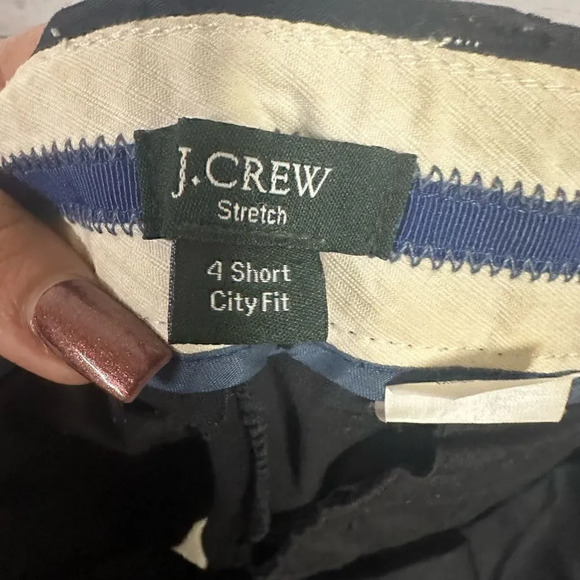 J.CREW
Stretch
4 Short
City Fit